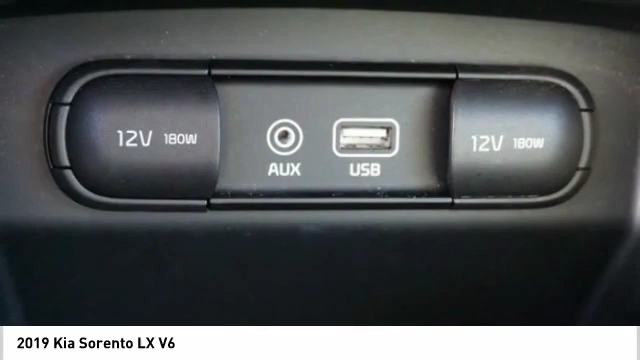 12V 180W
AUX
USB
12V 180W
2019 Kia Sorento LX V6